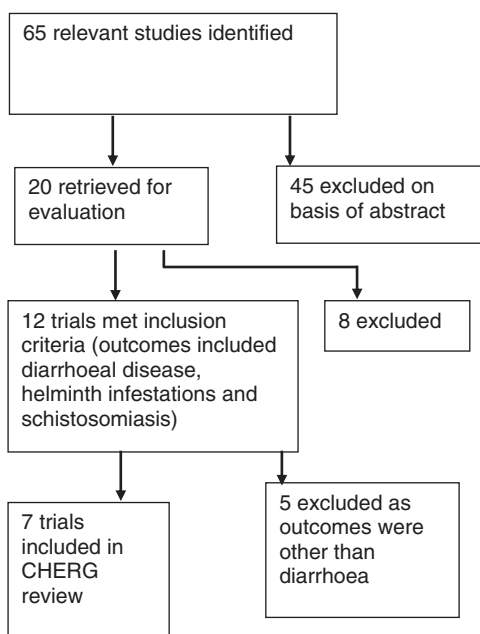 65 relevant studies identified
20 retrieved for
evaluation
45 excluded on
basis of abstract
12 trials met inclusion
criteria (outcomes included
diarrhoeal disease,
helminth infestations and
schistosomiasis)
8 excluded
7 trials
included in
CHERG
review
5 excluded as
outcomes were
other than
diarrhoea